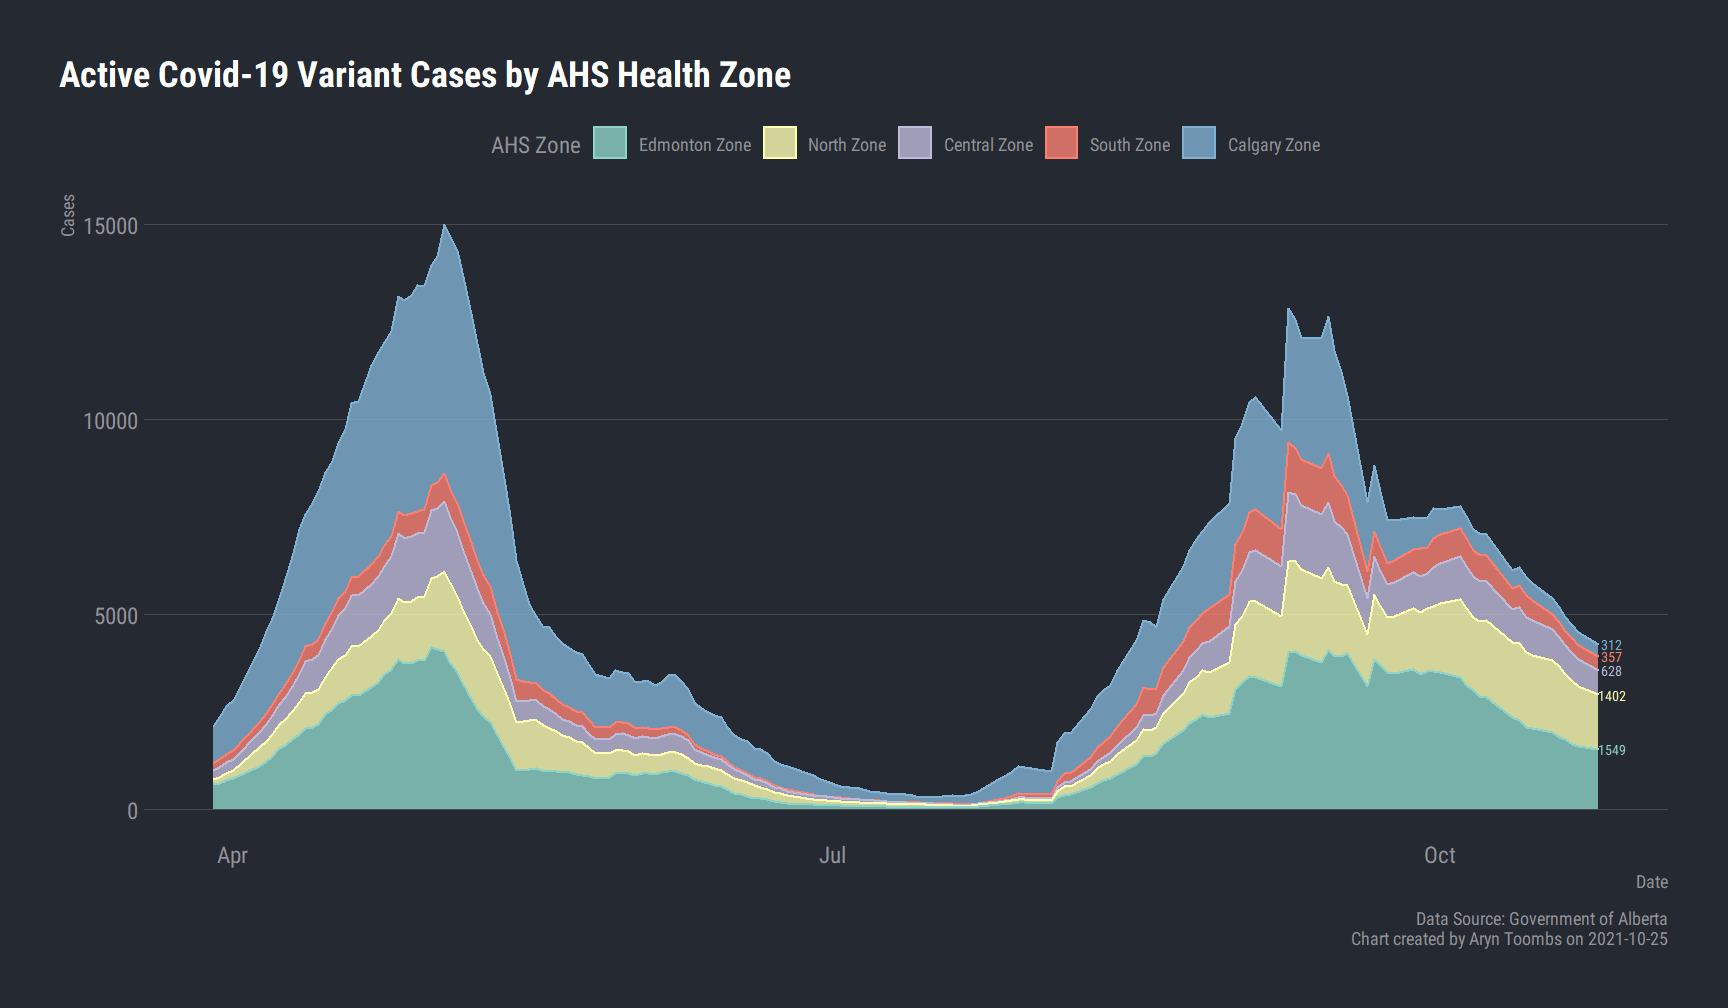 Active Covid-19 Variant Cases by AHS Health Zone
AHS Zone Edmonton Zone North Zone Central Zone South Zone Calgary Zone
Cases
15000
10000
5000
0
312
357
628
1402
1549
Apr Jul Oct
Date
Data Source: Government of Alberta
Chart created by Aryn Toombs on 2021-10-25